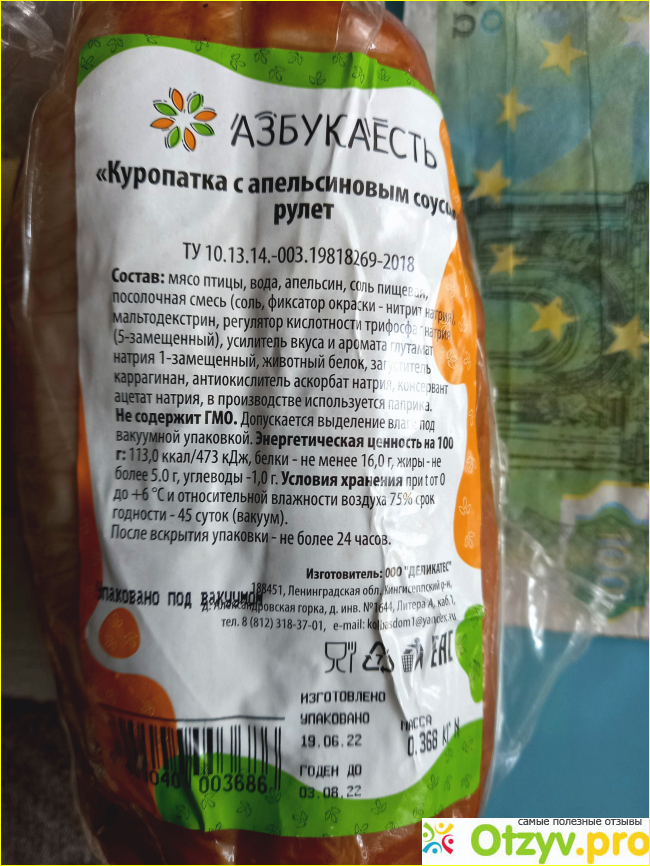 АЗБУКАЕСТЬ
«Куропатка с апельсиновым
рулет
ТУ 10.13.14.-003.19818269-2018
Состав: мясо птицы, вода, апельсин, соль пищевая,
посолочная смесь (соль, фиксатор окраски - нитрит натрия),
мальтодекстрин, регулятор кислотности трифосфат натрия
(5-замещенный), усилитель вкуса и аромата глутамат
натрия 1-замещенный, животный белок, загуститель
каррагинан, антиокислитель аскорбат натрия, консервант
ацетат натрия, в производстве используется паприка.
Не содержит ГМО. Допускается выделение влаги под
вакуумной упаковкой. Энергетическая ценность на 100
г: 113,0 ккал/473 кДж, белки - не менее 16,0 г, жиры - не
более 5.0 г, углеводы -1,0 г. Условия хранения при t от 0
до +6 °С и относительной влажности воздуха 75% срок
годности - 45 суток (вакуум).
После вскрытия упаковки - не более 24 часов.
Изготовитель: ООО "ДЕЛИКАТЕС"
188451, Ленинградская обл, Кингисеппский р-н,
Упаковано под вакуумом
д. Александровская горка, д. инв. №1644, Литера А, каб.1,
тел. 8 (812) 318-37-01, e-mail: kolbasdom1@yandex.ru
EAC
ИЗГОТОВЛЕНО
УПАКОВАНО
19.06.22
МАССА
0.368 КГ N
ГОДЕН ДО
03.08.22
040 003686
100
самые полезные отзывы
Otzyv.pro